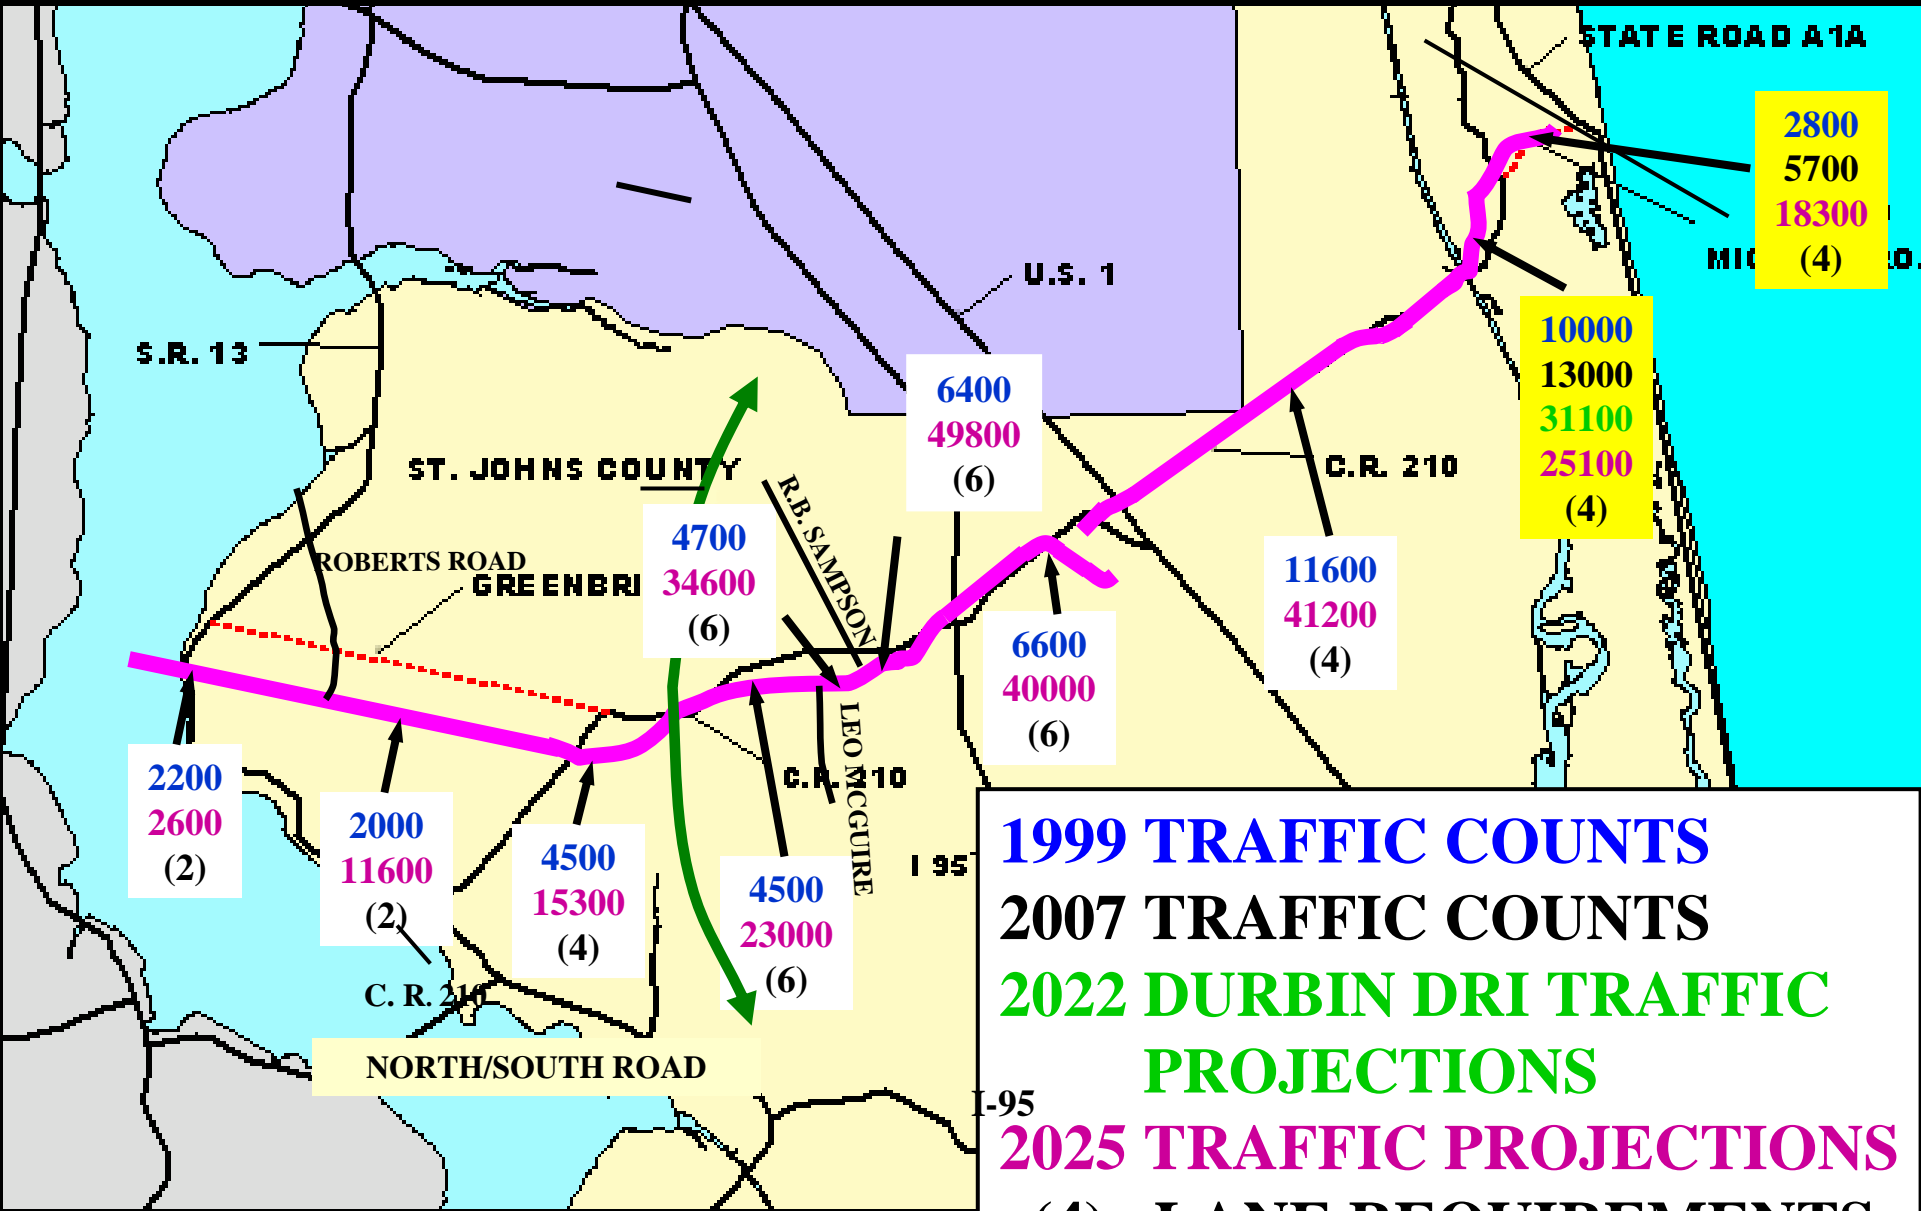 STATE ROAD A1A
2800
5700
18300
(4)
U.S. 1
10000
13000
31100
25100
(4)
S.R. 13
6400
49800
(6)
ST. JOHNS COUNTY
C.R. 210
R.B. SAMPSON
4700
34600
(6)
ROBERTS ROAD
11600
41200
(4)
6600
40000
(6)
LEO MCGUIRE
C.R. 210
2200
2600
(2)
2000
11600
(2)
4500
15300
(4)
4500
23000
(6)
I 95
C. R. 210
NORTH/SOUTH ROAD
I-95
1999 TRAFFIC COUNTS
2007 TRAFFIC COUNTS
2022 DURBIN DRI TRAFFIC
PROJECTIONS
2025 TRAFFIC PROJECTIONS
(4) LANE REQUIREMENTS